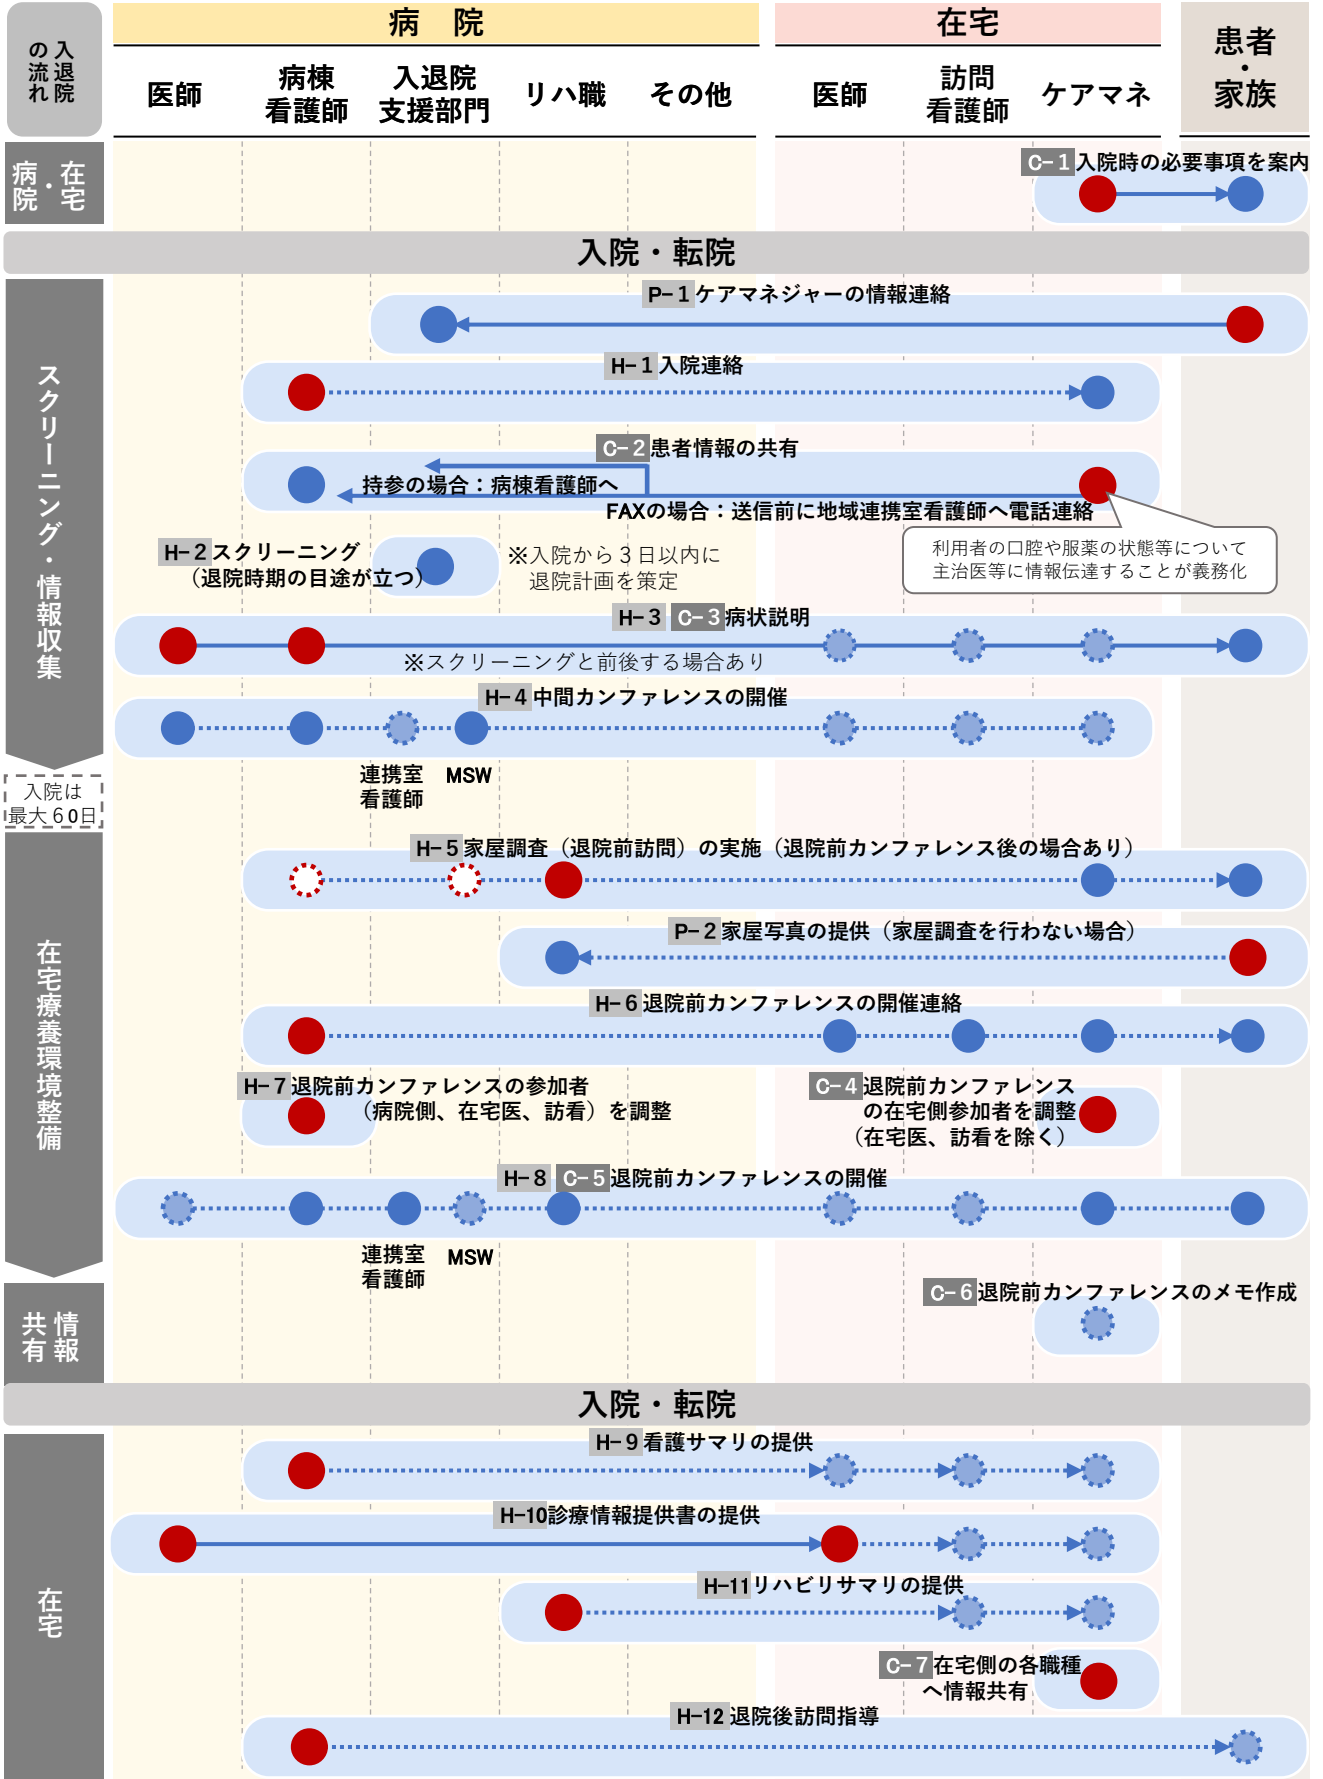 入退院
の流れ
病　院
在宅
患者
・
家族
医師
病棟
看護師
入退院
支援部門
リハ職
その他
医師
訪問
看護師
ケアマネ
病院・在宅
C-1 入院時の必要事項を案内
入院・転院
スクリーニング・情報収集
P-1 ケアマネジャーの情報連絡
H-1 入院連絡
C-2 患者情報の共有
持参の場合：病棟看護師へ
FAXの場合：送信前に地域連携室看護師へ電話連絡
利用者の口腔や服薬の状態等について
主治医等に情報伝達することが義務化
H-2 スクリーニング
（退院時期の目途が立つ）
※入院から３日以内に
退院計画を策定
H-3 C-3 病状説明
※スクリーニングと前後する場合あり
H-4 中間カンファレンスの開催
連携室
看護師
MSW
入院は
最大60日
在宅療養環境整備
H-5 家屋調査（退院前訪問）の実施（退院前カンファレンス後の場合あり）
P-2 家屋写真の提供（家屋調査を行わない場合）
H-6 退院前カンファレンスの開催連絡
H-7 退院前カンファレンスの参加者
（病院側、在宅医、訪看）を調整
C-4 退院前カンファレンス
の在宅側参加者を調整
（在宅医、訪看を除く）
H-8 C-5 退院前カンファレンスの開催
連携室
看護師
MSW
情報
共有
C-6 退院前カンファレンスのメモ作成
入院・転院
在宅
H-9 看護サマリの提供
H-10 診療情報提供書の提供
H-11 リハビリサマリの提供
C-7 在宅側の各職種
へ情報共有
H-12 退院後訪問指導